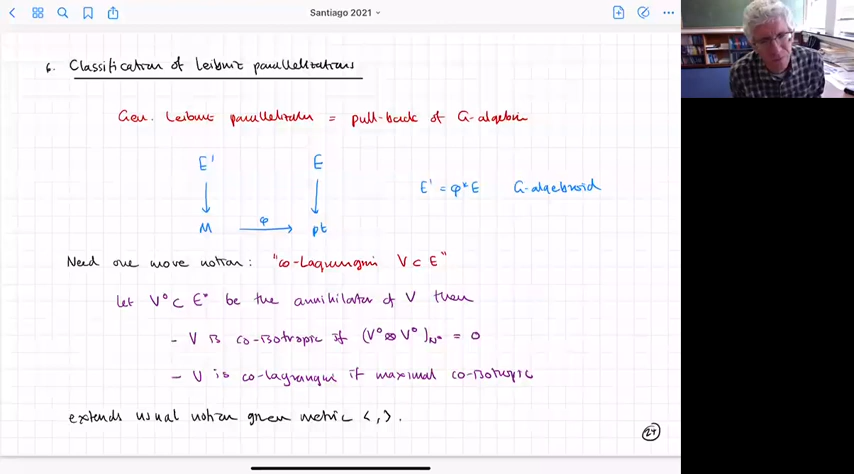 Santiago 2021
6. Classification of Leibniz parallelizations
Gen. Leibniz parallelization = pull-back of G-algebra
E' E
E' = φ*E G-algebroid
φ
M pt
Need one more notion: "co-Lagrangian V ⊂ E"
Let V° ⊂ E* be the annihilator of V then
- V is co-isotropic if (V° ⊗ V°)_N* = 0
- V is co-lagrangian if maximal co-isotropic
extends usual notion given metric < , >.
24